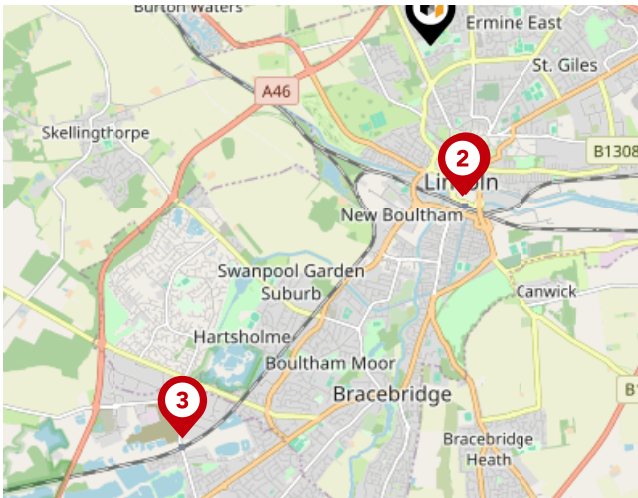 Burton Waters
Ermine East
St. Giles
A46
Skellingthorpe
B1308
2
Lincoln
New Boultham
Swanpool Garden
Suburb
Canwick
Hartsholme
Boultham Moor
Bracebridge
3
Bracebridge
Heath